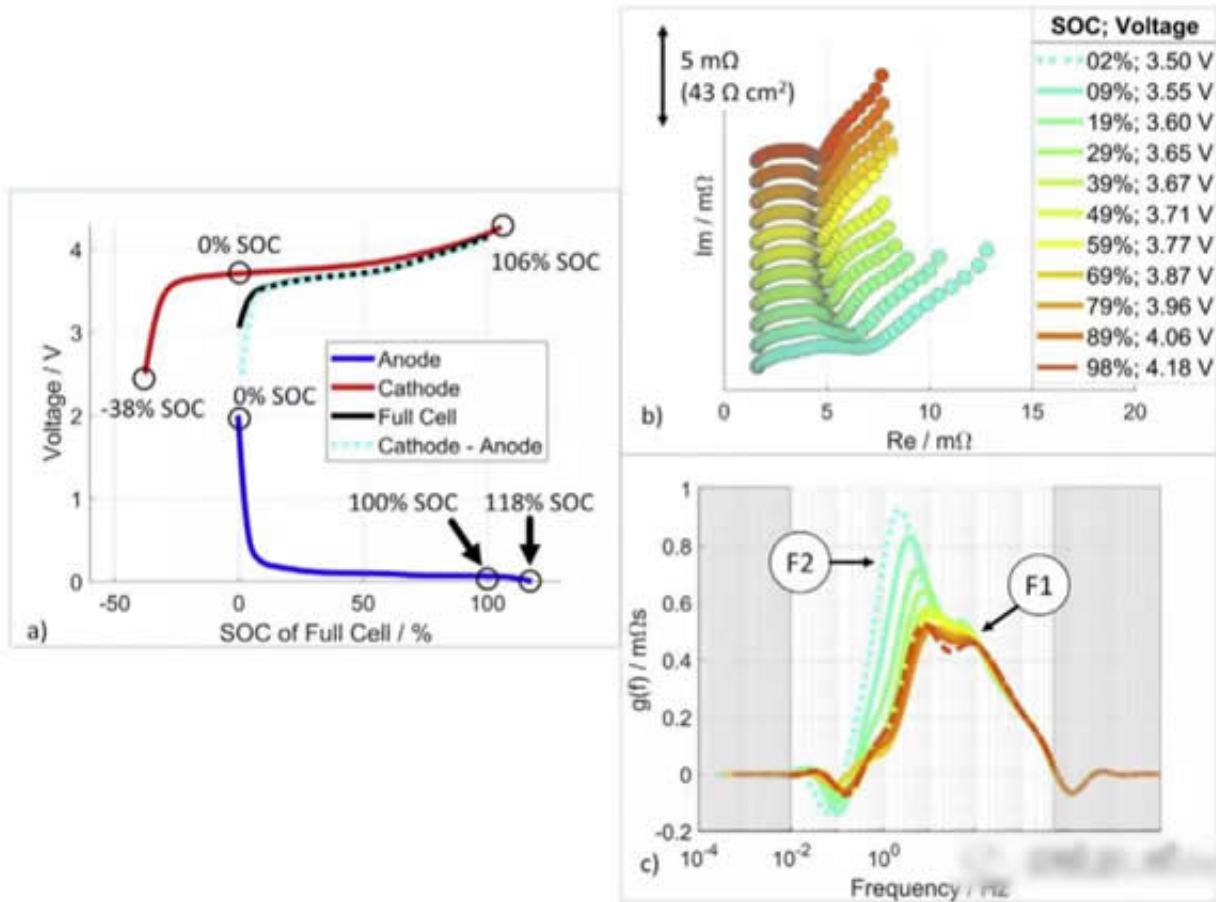 4
3
2
1
0
Voltage / V
0% SOC
106% SOC
-38% SOC
0% SOC
Anode
Cathode
Full Cell
Cathode - Anode
100% SOC
118% SOC
-50
0
50
100
SOC of Full Cell / %
a)
5 mΩ
(43 Ω cm²)
Im / mΩ
SOC; Voltage
02%; 3.50 V
09%; 3.55 V
19%; 3.60 V
29%; 3.65 V
39%; 3.67 V
49%; 3.71 V
59%; 3.77 V
69%; 3.87 V
79%; 3.96 V
89%; 4.06 V
98%; 4.18 V
0
5
10
15
20
Re / mΩ
b)
1
0.8
0.6
0.4
0.2
0
-0.2
g(f) / mΩs
F2
F1
10⁻⁴
10⁻²
10⁰
Frequency / Hz
c)